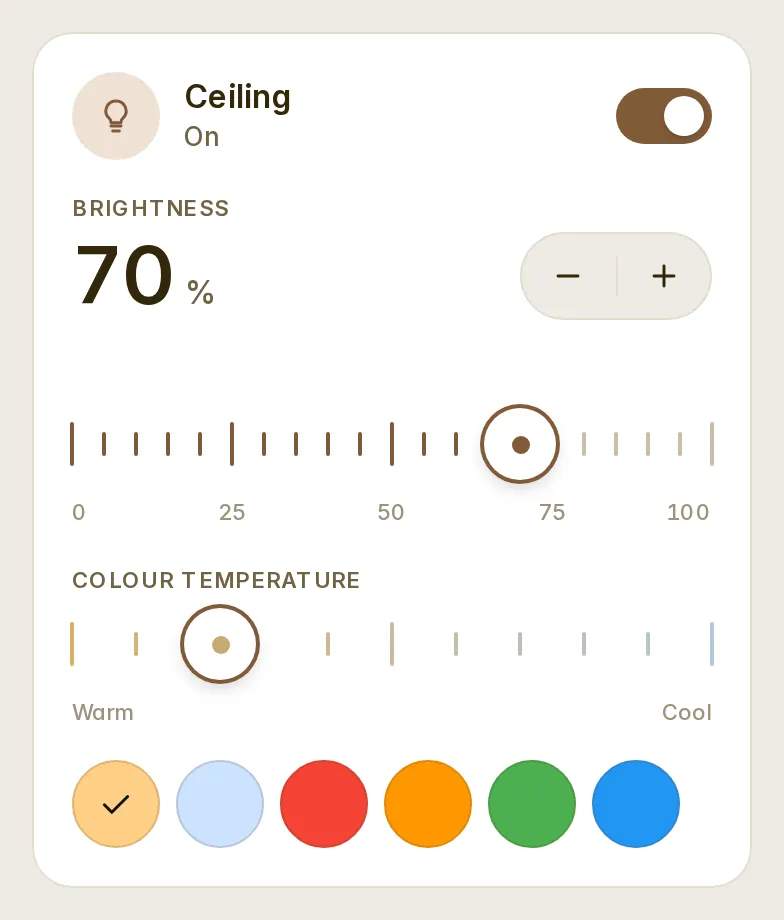 Ceiling
On
BRIGHTNESS
70 %
0 25 50 75 100
COLOUR TEMPERATURE
Warm Cool